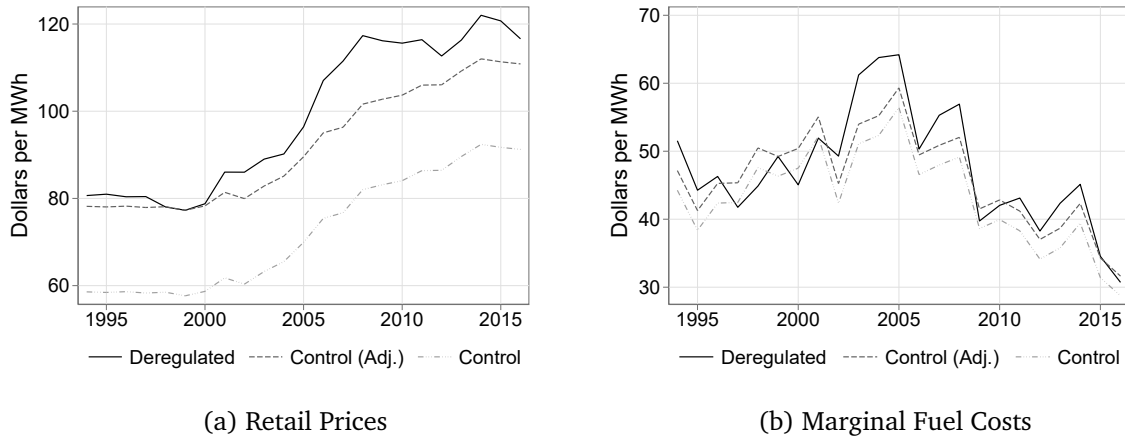 Dollars per MWh
120
100
80
60
1995 2000 2005 2010 2015
Deregulated Control (Adj.) Control
(a) Retail Prices
Dollars per MWh
70
60
50
40
30
1995 2000 2005 2010 2015
Deregulated Control (Adj.) Control
(b) Marginal Fuel Costs